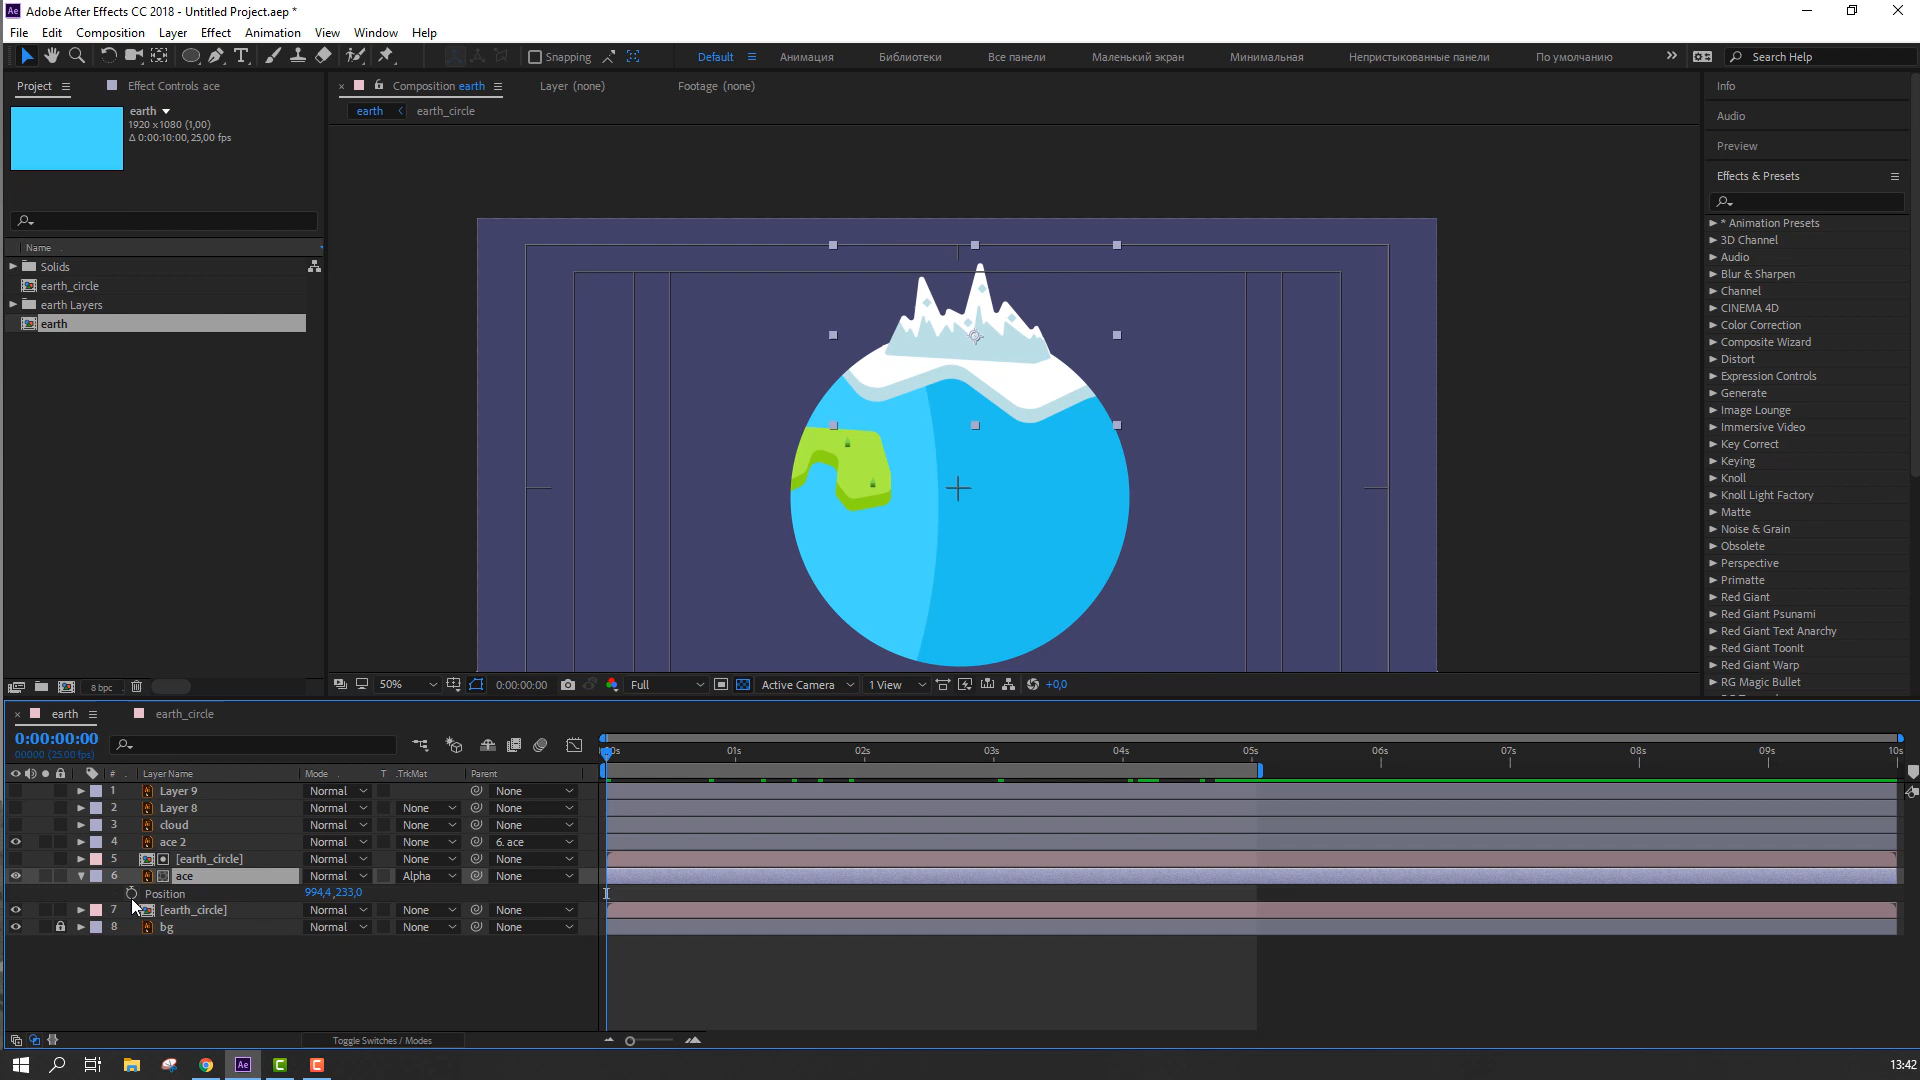 Adobe After Effects CC 2018 - Untitled Project.aep *
File Edit Composition Layer Effect Animation View Window Help
Snapping Default Анимация Библиотеки Все панели Маленький экран Минимальная Непристыкованные панели По умолчанию Search Help
Project Effect Controls ace
earth
1920 x1080 (1,00)
Δ 0:00:10:00, 25,00 fps
Name
Solids
earth_circle
earth Layers
earth
8 bpc
Composition earth Layer (none) Footage (none)
earth earth_circle
50% 0:00:00:00 Full Active Camera 1 View +0,0
Info
Audio
Preview
Effects & Presets
* Animation Presets
3D Channel
Audio
Blur & Sharpen
Channel
CINEMA 4D
Color Correction
Composite Wizard
Distort
Expression Controls
Generate
Image Lounge
Immersive Video
Key Correct
Keying
Knoll
Knoll Light Factory
Matte
Noise & Grain
Obsolete
Perspective
Primatte
Red Giant
Red Giant Psunami
Red Giant Text Anarchy
Red Giant ToonIt
Red Giant Warp
RG Magic Bullet
earth earth_circle
0:00:00:00
00000 (25.00 fps)
01s 02s 03s 04s 05s 06s 07s 08s 09s 10s
# Layer Name Mode T .TrkMat Parent
1 Layer 9 Normal None
2 Layer 8 Normal None None
3 cloud Normal None None
4 ace 2 Normal None 6. ace
5 [earth_circle] Normal None None
6 ace Normal Alpha None
Position 994,4 ,233,0
7 [earth_circle] Normal None None
8 bg Normal None None
Toggle Switches / Modes
13:42